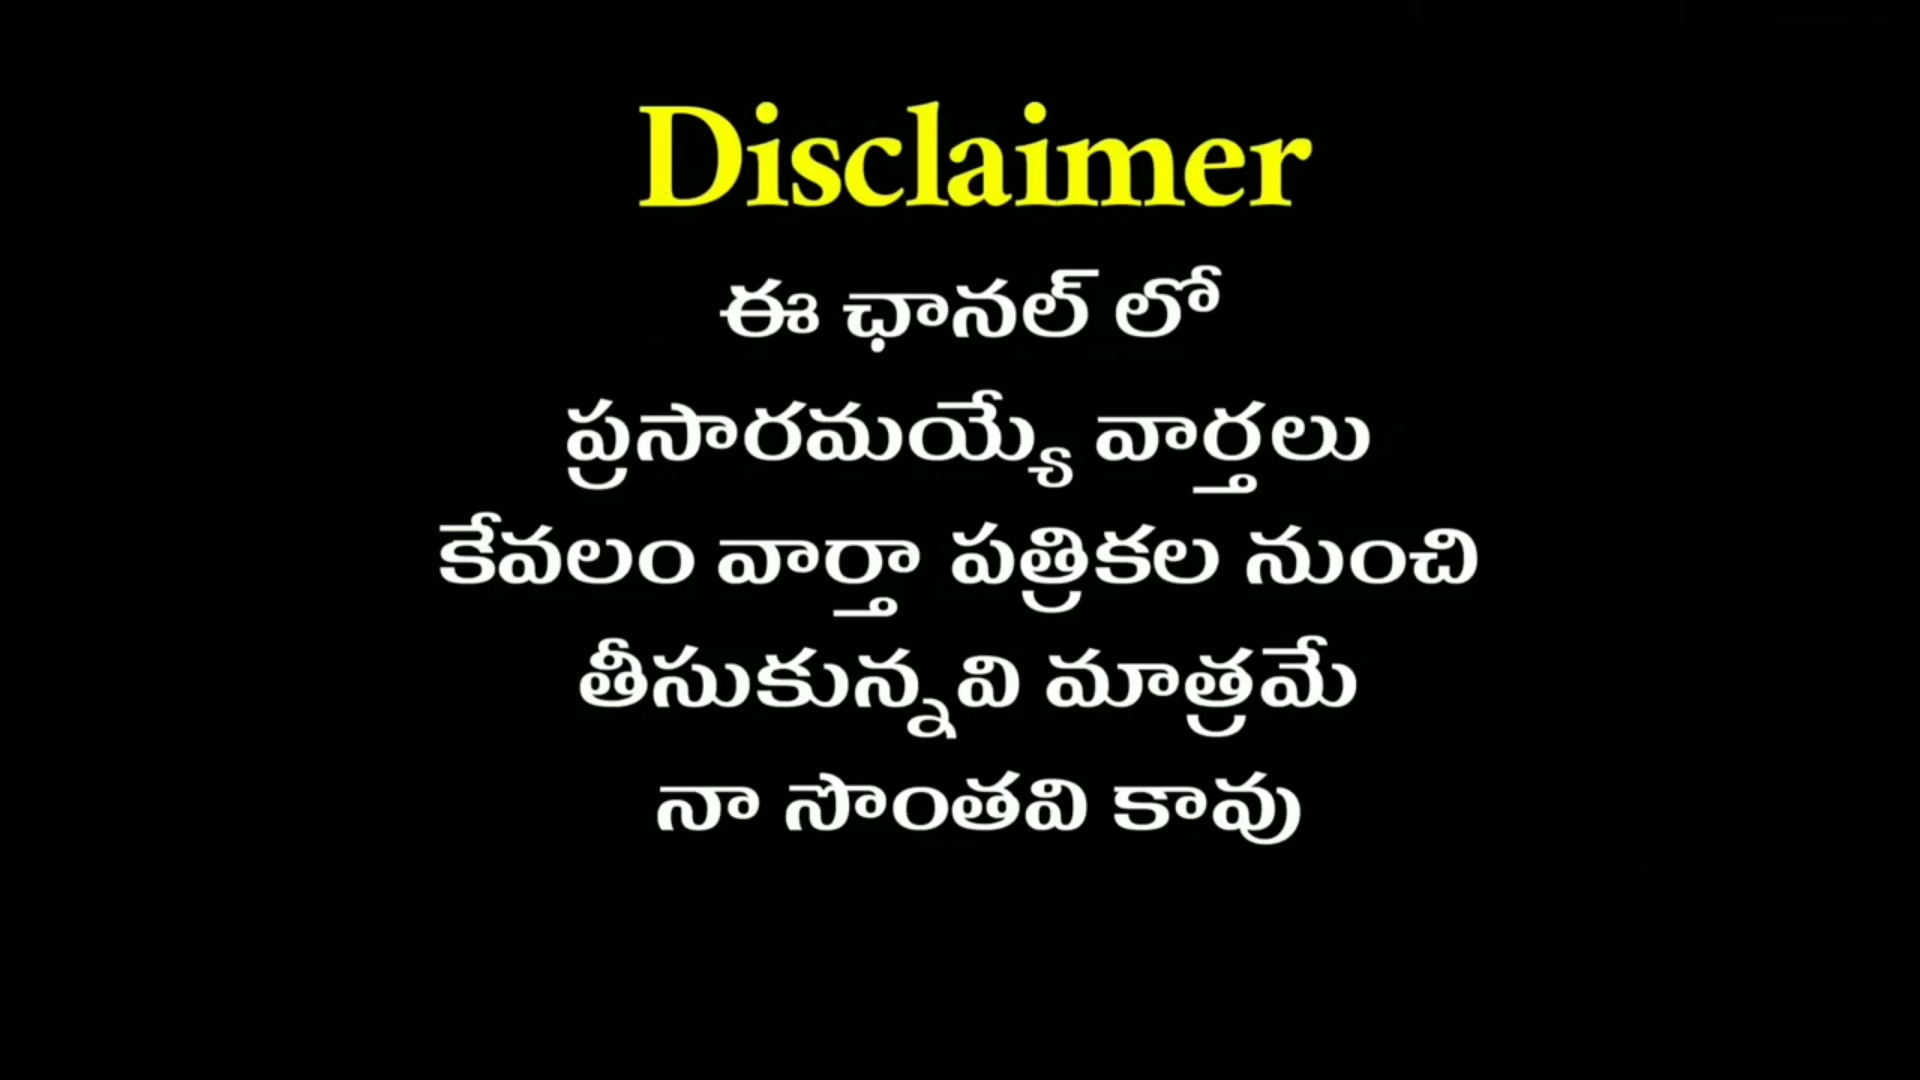 Disclaimer
ఈ ఛానల్ లో
ప్రసారమయ్యే వార్తలు
కేవలం వార్తా పత్రికల నుంచి
తీసుకున్నవి మాత్రమే
నా సొంతవి కావు